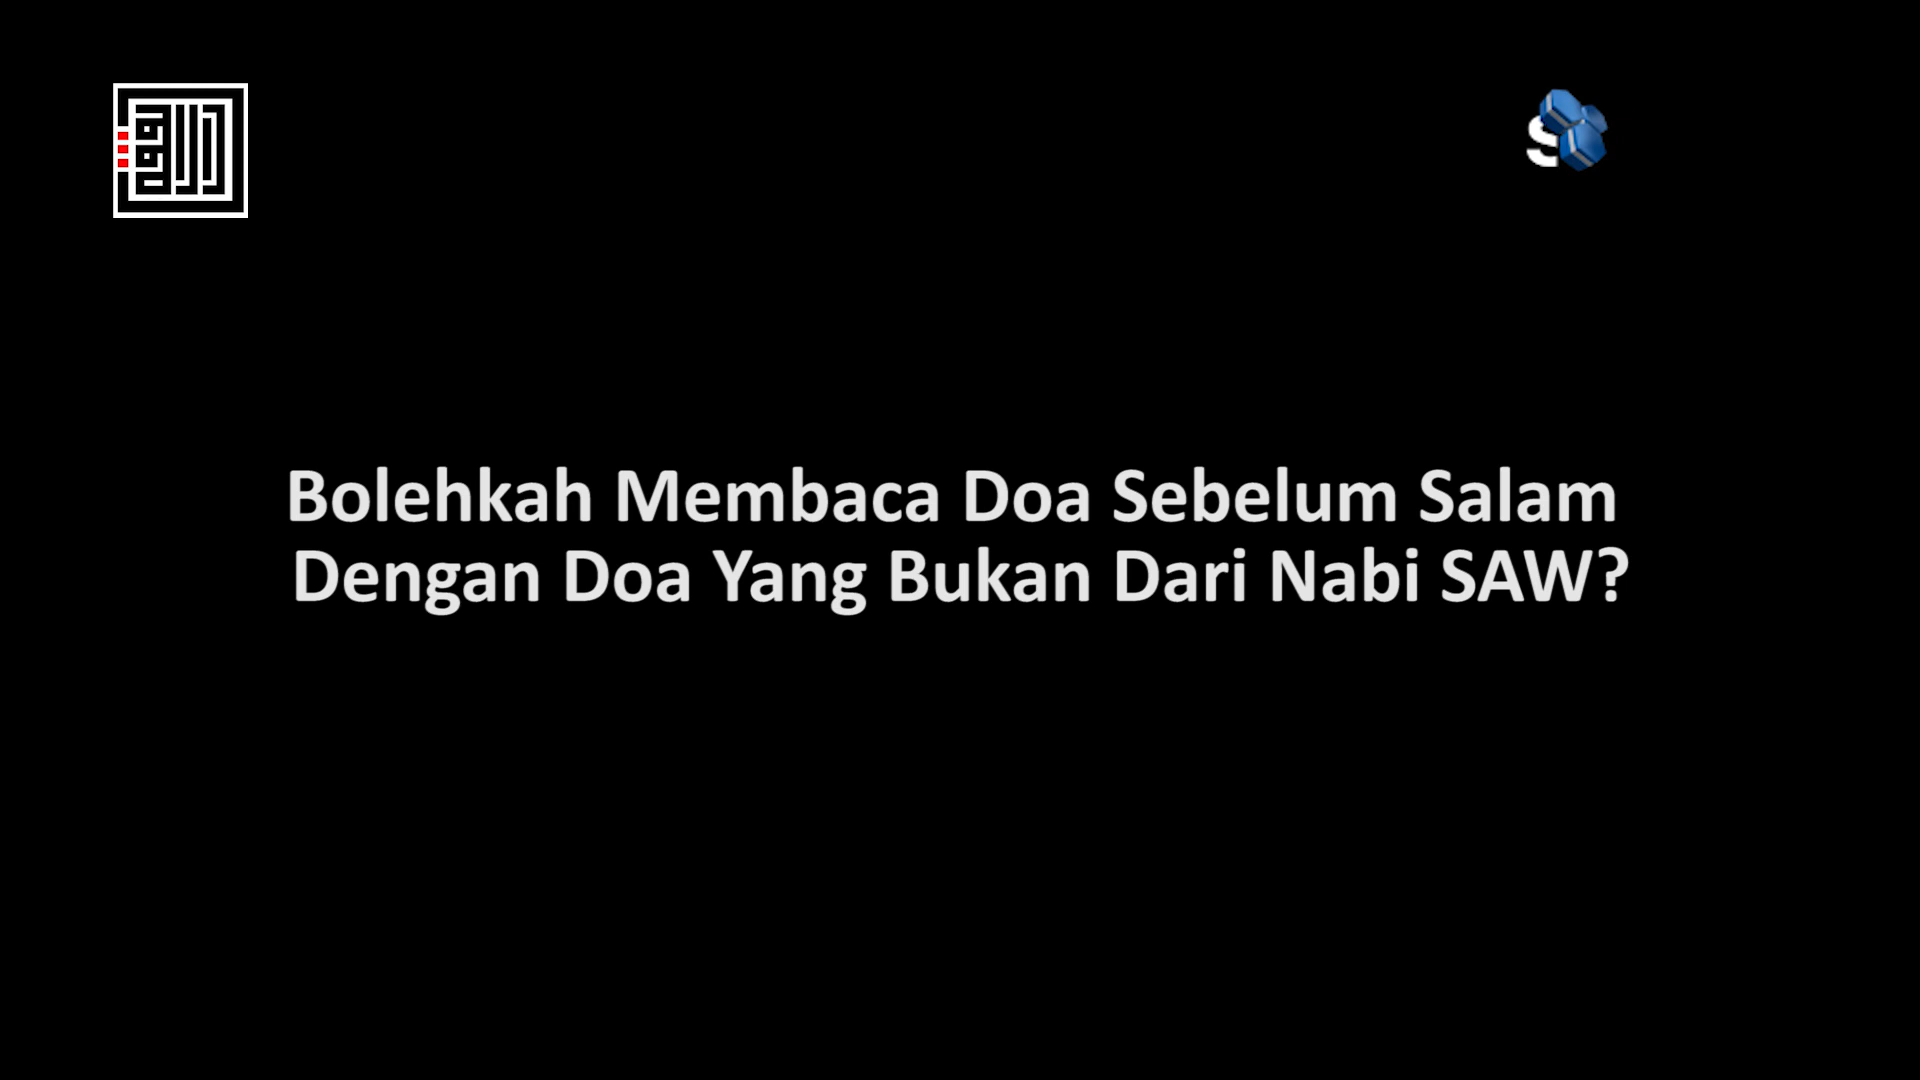 S
Bolehkah Membaca Doa Sebelum Salam
Dengan Doa Yang Bukan Dari Nabi SAW?